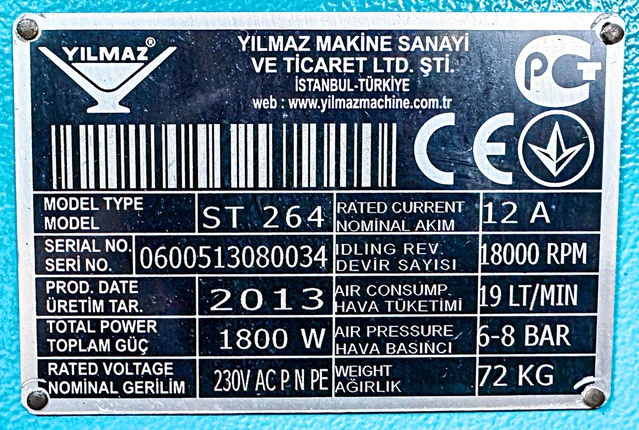 YILMAZ®
YILMAZ MAKİNE SANAYİ
VE TİCARET LTD. ŞTİ.
İSTANBUL-TÜRKİYE
web : www.yilmazmachine.com.tr
PCT
CE
MODEL TYPE
MODEL
ST 264
RATED CURRENT
NOMİNAL AKIM
12 A
SERIAL NO.
SERİ NO.
0600513080034
IDLING REV.
DEVİR SAYISI
18000 RPM
PROD. DATE
ÜRETİM TAR.
2013
AIR CONSUMP.
HAVA TÜKETİMİ
19 LT/MIN
TOTAL POWER
TOPLAM GÜÇ
1800 W
AIR PRESSURE
HAVA BASINCI
6-8 BAR
RATED VOLTAGE
NOMİNAL GERİLİM
230V AC P N PE
WEIGHT
AĞIRLIK
72 KG